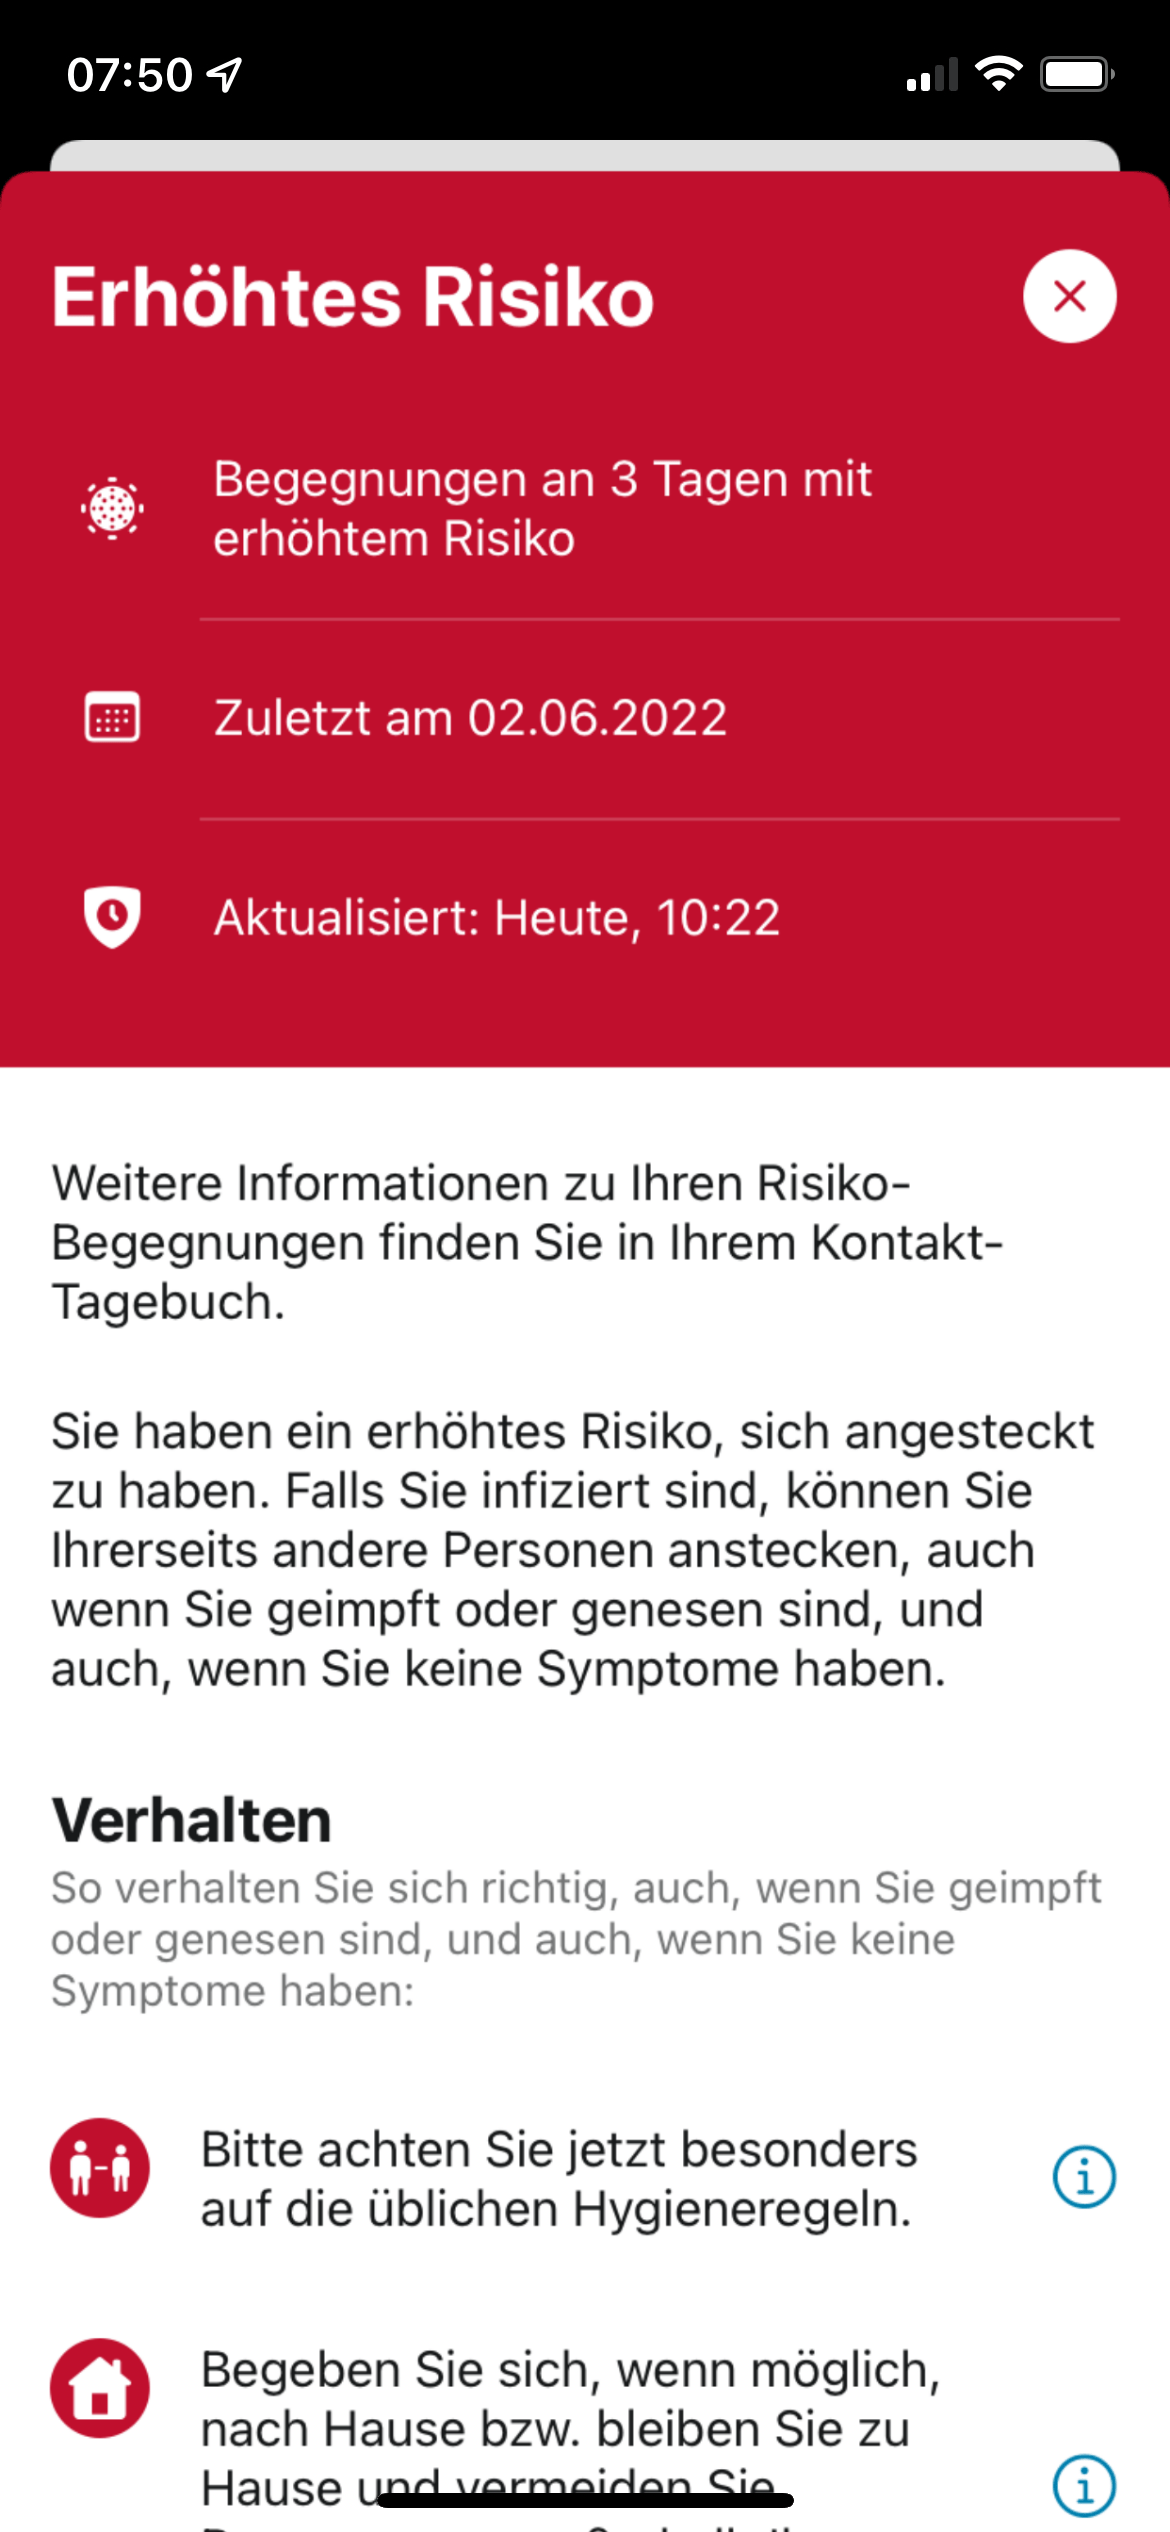 07:50
Erhöhtes Risiko
Begegnungen an 3 Tagen mit
erhöhtem Risiko
Zuletzt am 02.06.2022
Aktualisiert: Heute, 10:22
Weitere Informationen zu Ihren Risiko-
Begegnungen finden Sie in Ihrem Kontakt-
Tagebuch.
Sie haben ein erhöhtes Risiko, sich angesteckt
zu haben. Falls Sie infiziert sind, können Sie
Ihrerseits andere Personen anstecken, auch
wenn Sie geimpft oder genesen sind, und
auch, wenn Sie keine Symptome haben.
Verhalten
So verhalten Sie sich richtig, auch, wenn Sie geimpft
oder genesen sind, und auch, wenn Sie keine
Symptome haben:
Bitte achten Sie jetzt besonders
auf die üblichen Hygieneregeln.
Begeben Sie sich, wenn möglich,
nach Hause bzw. bleiben Sie zu
Hause und vermeiden Sie